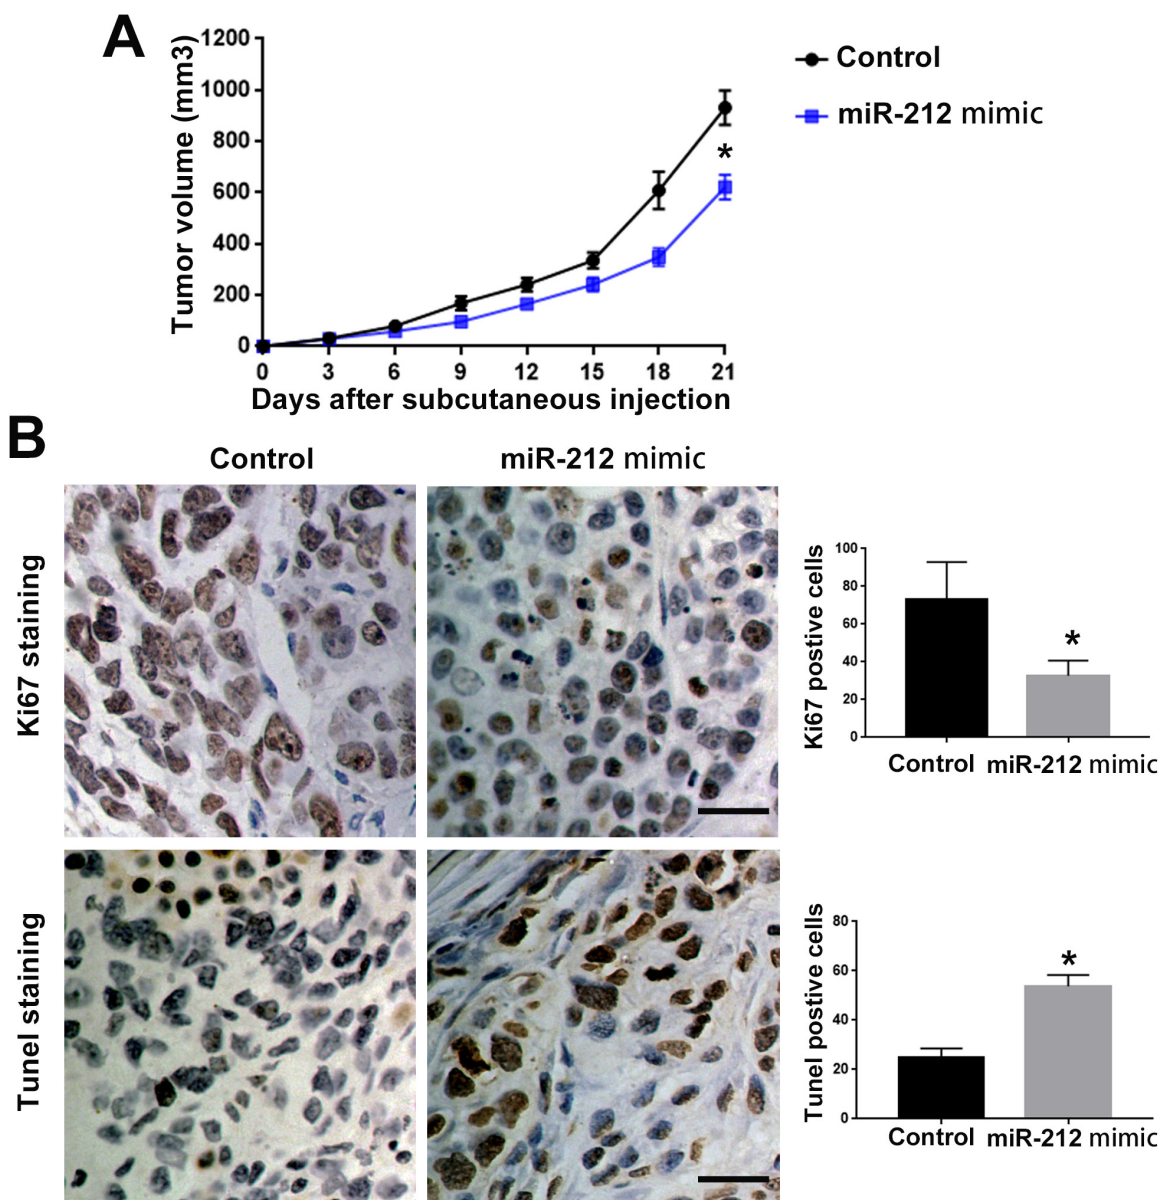 A
Tumor volume (mm3)
1200
1000
800
600
400
200
0
0 3 6 9 12 15 18 21
Days after subcutaneous injection
Control
miR-212 mimic
*
B
Control miR-212 mimic
Ki67 staining
Ki67 postive cells
100
80
60
40
20
0
*
Control miR-212 mimic
Tunel staining
Tunel postive cells
80
60
40
20
0
*
Control miR-212 mimic